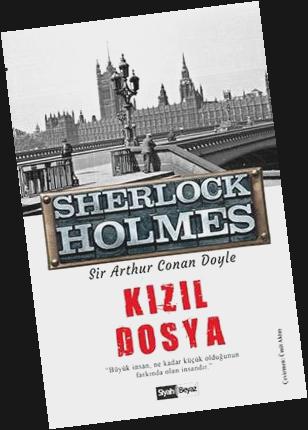 SHERLOCK
HOLMES
Sir Arthur Conan Doyle
KIZIL
DOSYA
"Büyük insan, ne kadar küçük olduğunun
farkında olan insandır."
Siyah Beyaz
Çevirmen: